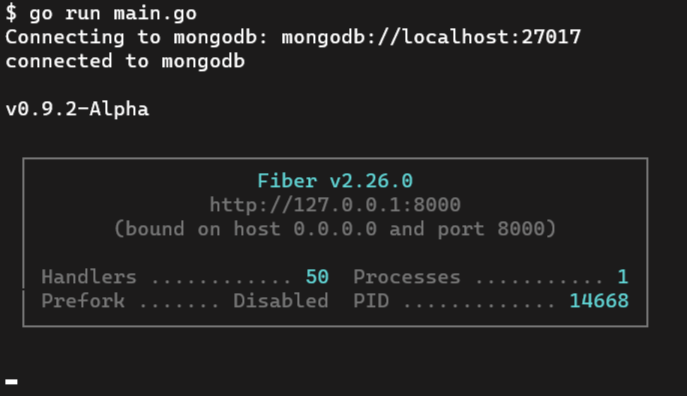 $ go run main.go
Connecting to mongodb: mongodb://localhost:27017
connected to mongodb
v0.9.2-Alpha
Fiber v2.26.0
http://127.0.0.1:8000
(bound on host 0.0.0.0 and port 8000)
Handlers ............ 50 Processes ........... 1
Prefork ....... Disabled PID ............. 14668